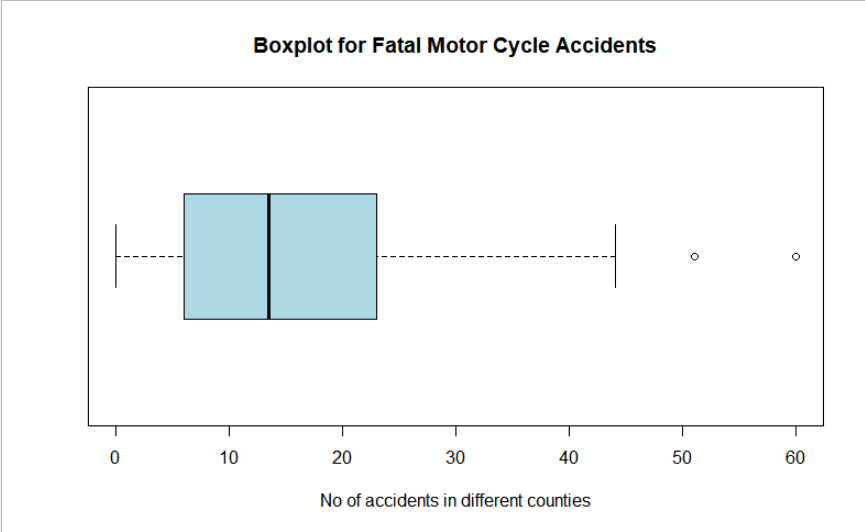 Boxplot for Fatal Motor Cycle Accidents
0 10 20 30 40 50 60
No of accidents in different counties